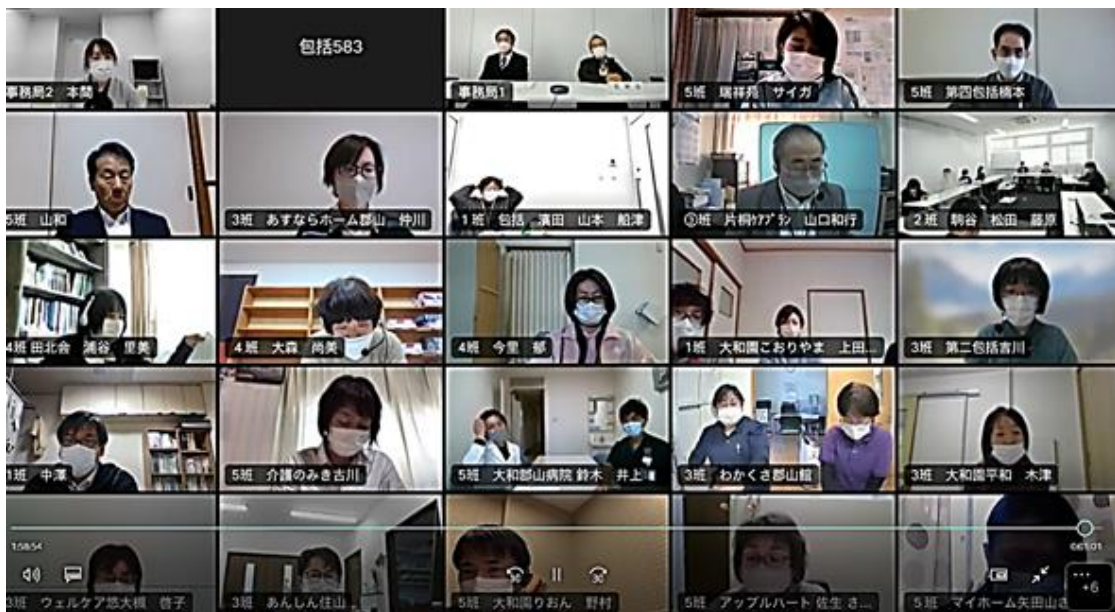 事務局2 本間
包括583
事務局1
5班 瑞祥苑 サイガ
5班 第四包括橋本
5班 山和
3班 あすならホーム郡山 仲川
1班 包括 濱田 山本 船津
③班 片桐ケアプラン 山口和行
2班 駒谷 松田 藤原
4班 田北会 浦谷 里美
4班 大森 尚美
4班 今里 郁
1班 大和園こおりやま 上田...
3班 第二包括吉川
1班 中澤
5班 介護のみき古川
5班 大和郡山病院 鈴木 井上
3班 わかくさ郡山館
3班 大和園平和 木津
1:58:54
0:01:01
30
30
3班 ウェルケア悠大槻 啓子
3班 あんしん住山
5班 大和園りおん 野村
5班 アップルハート 佐生 さ...
5班 マイホーム矢田山さ
+6